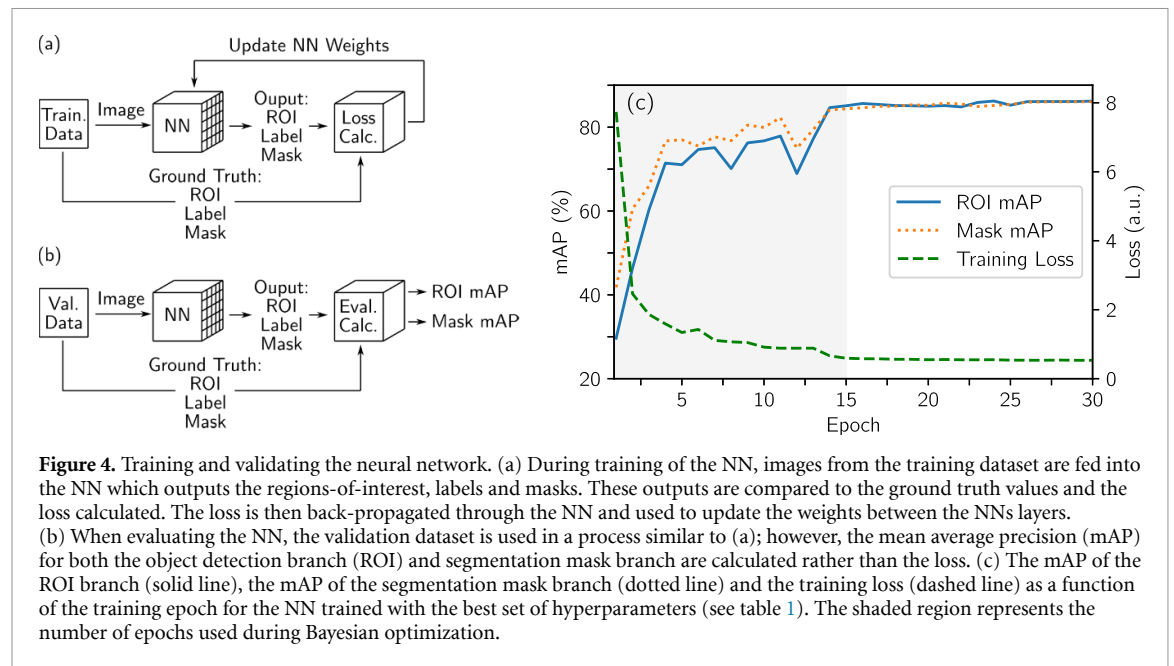 (a)
Update NN Weights
Train.
Data
Image
NN
Ouput:
ROI
Label
Mask
Loss
Calc.
Ground Truth:
ROI
Label
Mask
(b)
Val.
Data
Image
NN
Ouput:
ROI
Label
Mask
Eval.
Calc.
ROI mAP
Mask mAP
Ground Truth:
ROI
Label
Mask
(c)
mAP (%)
80
60
40
20
5
10
15
20
25
30
Epoch
8
6
4
2
0
Loss (a.u.)
ROI mAP
Mask mAP
Training Loss
Figure 4. Training and validating the neural network. (a) During training of the NN, images from the training dataset are fed into
the NN which outputs the regions-of-interest, labels and masks. These outputs are compared to the ground truth values and the
loss calculated. The loss is then back-propagated through the NN and used to update the weights between the NNs layers.
(b) When evaluating the NN, the validation dataset is used in a process similar to (a); however, the mean average precision (mAP)
for both the object detection branch (ROI) and segmentation mask branch are calculated rather than the loss. (c) The mAP of the
ROI branch (solid line), the mAP of the segmentation mask branch (dotted line) and the training loss (dashed line) as a function
of the training epoch for the NN trained with the best set of hyperparameters (see table 1). The shaded region represents the
number of epochs used during Bayesian optimization.